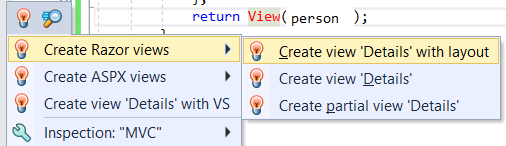 };
return View( person );
Create Razor views
Create ASPX views
Create view 'Details' with VS
Inspection: "MVC"
Create view 'Details' with layout
Create view 'Details'
Create partial view 'Details'